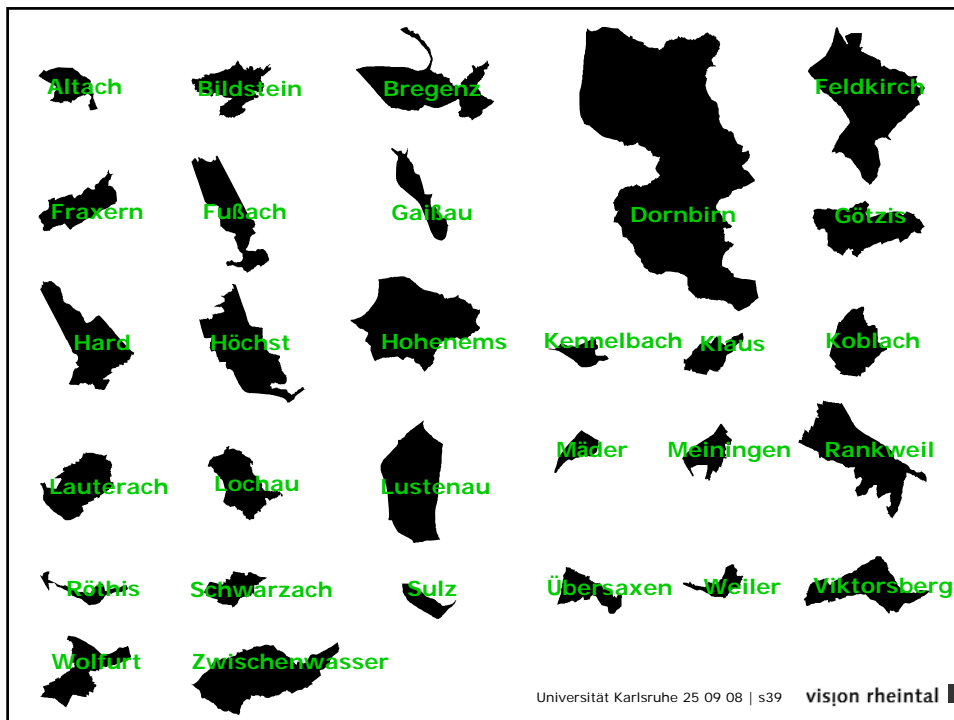 Altach
Bildstein
Bregenz
Feldkirch
Fraxern
Fußach
Gaißau
Dornbirn
Götzis
Hard
Höchst
Hohenems
Kennelbach
Klaus
Koblach
Lauterach
Lochau
Lustenau
Mäder
Meiningen
Rankweil
Röthis
Schwarzach
Sulz
Übersaxen
Weiler
Viktorsberg
Wolfurt
Zwischenwasser
Universität Karlsruhe 25 09 08 | s39
vision rheintal